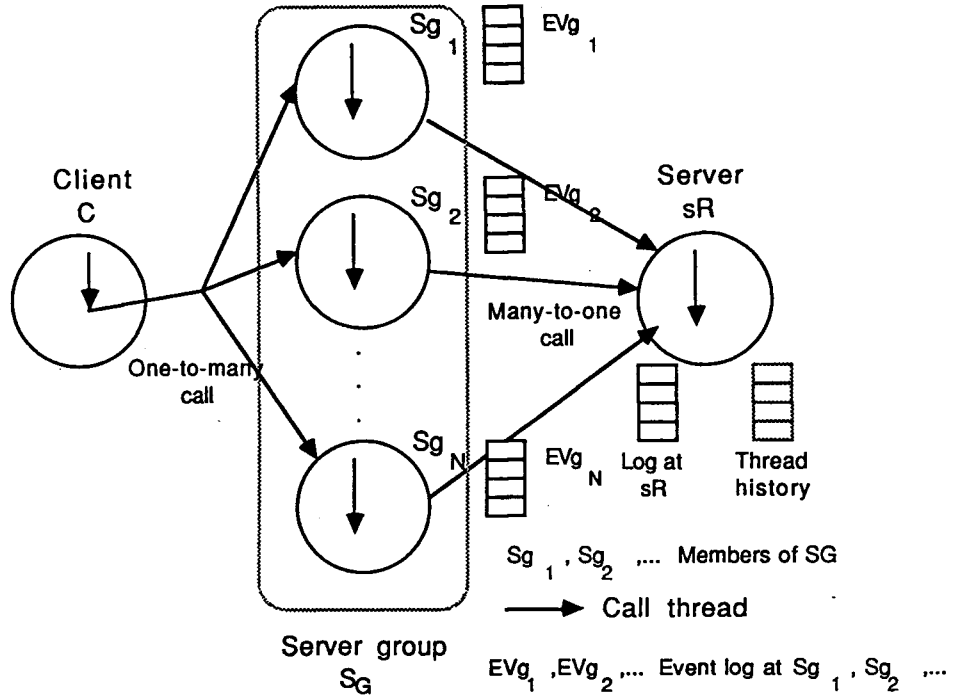 Sg 1
EVg 1
Client
C
Sg 2
EVg 2
Server
sR
Many-to-one
call
One-to-many
call
Sg N
EVg N
Log at
sR
Thread
history
Sg 1 , Sg 2 ,... Members of SG
Call thread
Server group
SG
EVg 1 ,EVg 2 ,... Event log at Sg 1 , Sg 2 ,...